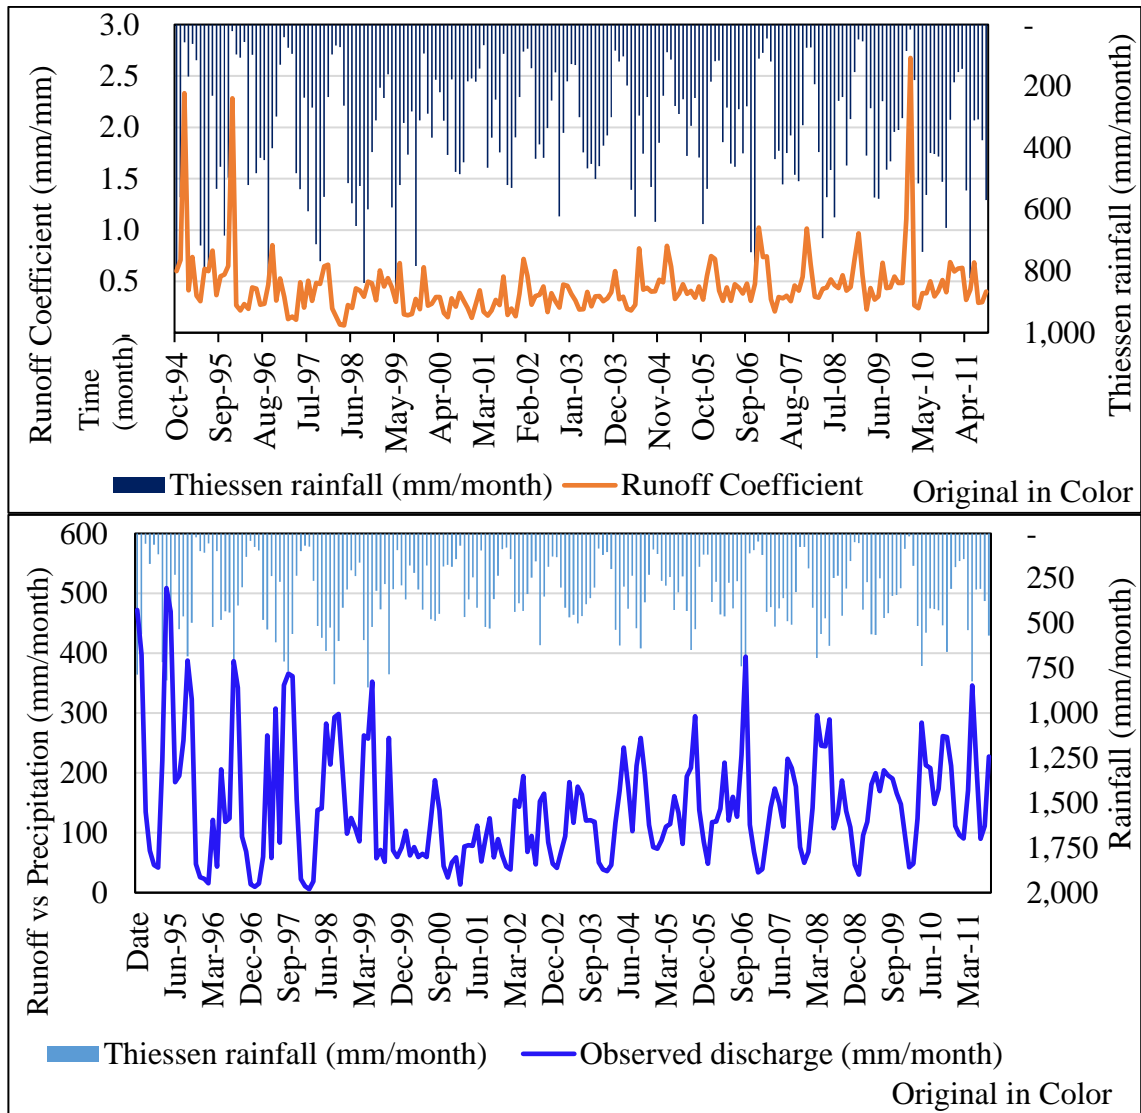 Runoff Coefficient (mm/mm)
3.0
2.5
2.0
1.5
1.0
0.5
Time
(month)
Oct-94
Sep-95
Aug-96
Jul-97
Jun-98
May-99
Apr-00
Mar-01
Feb-02
Jan-03
Dec-03
Nov-04
Oct-05
Sep-06
Aug-07
Jul-08
Jun-09
May-10
Apr-11
-
200
400
600
800
1,000
Thiessen rainfall (mm/month)
Thiessen rainfall (mm/month)
Runoff Coefficient
Original in Color
Runoff vs Precipitation (mm/month)
600
500
400
300
200
100
0
Date
Jun-95
Mar-96
Dec-96
Sep-97
Jun-98
Mar-99
Dec-99
Sep-00
Jun-01
Mar-02
Dec-02
Sep-03
Jun-04
Mar-05
Dec-05
Sep-06
Jun-07
Mar-08
Dec-08
Sep-09
Jun-10
Mar-11
-
250
500
750
1,000
1,250
1,500
1,750
2,000
Rainfall (mm/month)
Thiessen rainfall (mm/month)
Observed discharge (mm/month)
Original in Color